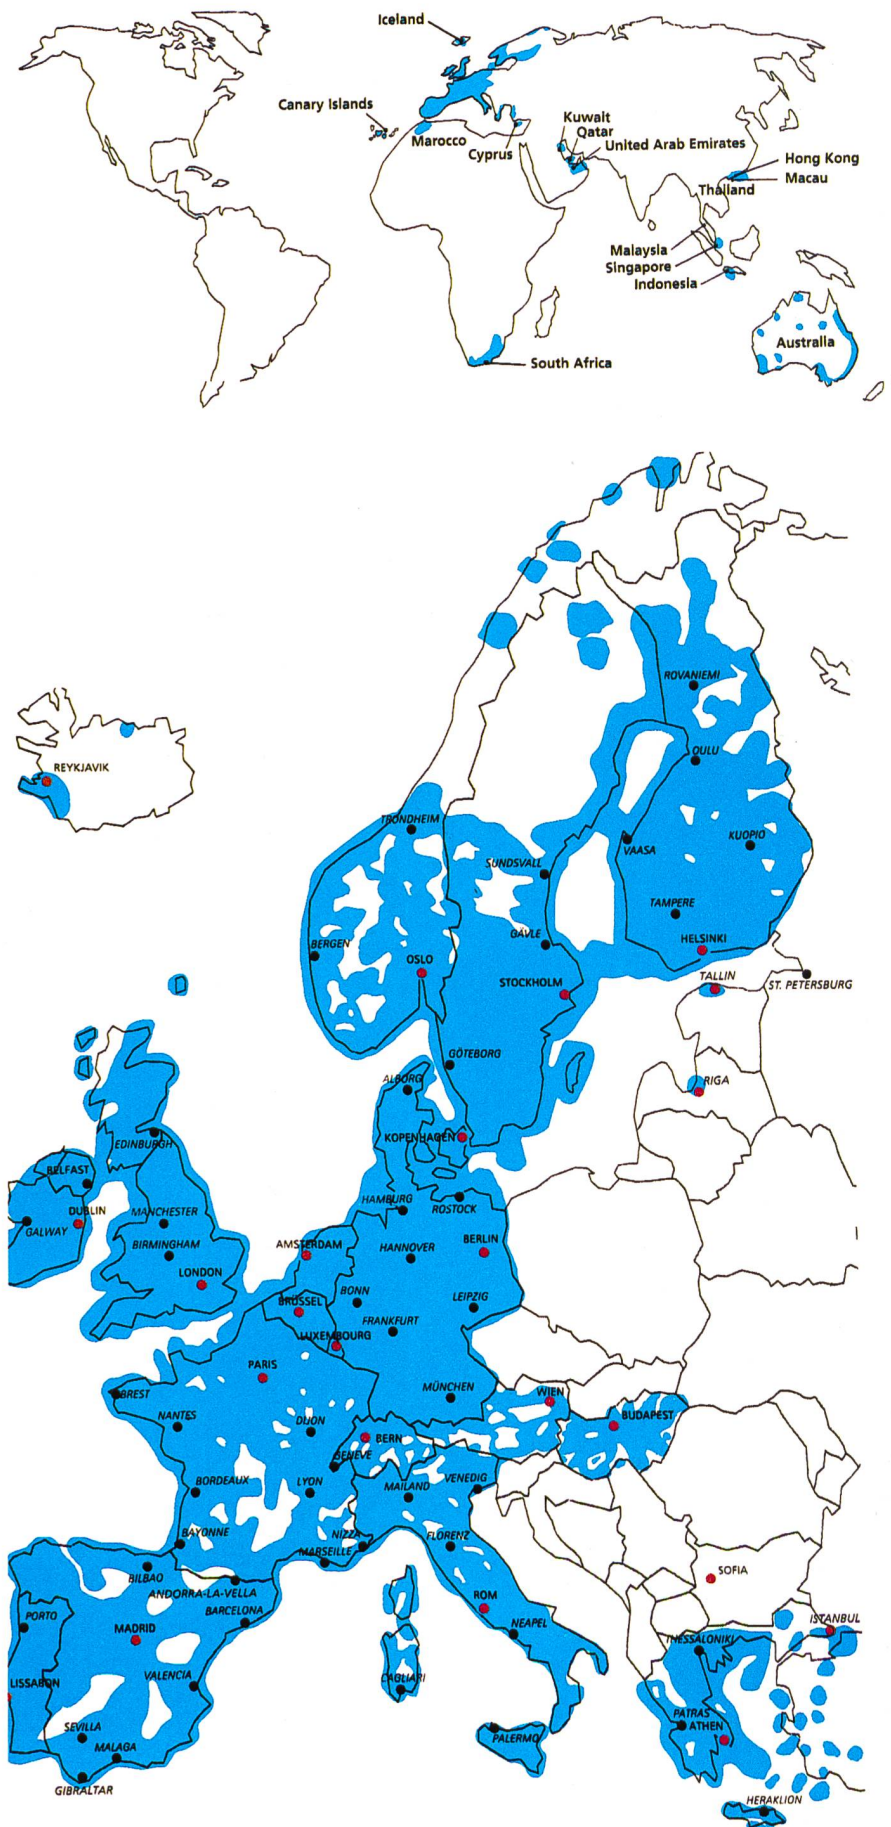 Iceland
Canary Islands
Marocco
Cyprus
Kuwait
Qatar
United Arab Emirates
Hong Kong
Macau
Thailand
Malaysia
Singapore
Indonesia
Australia
South Africa
ROVANIEMI
REYKJAVIK
OULU
TRONDHEIM
VAASA
KUOPIO
SUNDSVALL
TAMPERE
GÄVLE
HELSINKI
BERGEN
OSLO
STOCKHOLM
TALLIN
ST. PETERSBURG
GÖTEBORG
ALBORG
RIGA
KOPENHAGEN
EDINBURGH
BELFAST
HAMBURG
ROSTOCK
DUBLIN
MANCHESTER
GALWAY
BIRMINGHAM
AMSTERDAM
HANNOVER
BERLIN
LONDON
BONN
BRÜSSEL
LEIPZIG
FRANKFURT
LUXEMBOURG
PARIS
MÜNCHEN
WIEN
BREST
NANTES
DIJON
BUDAPEST
BERN
GENEVE
BORDEAUX
LYON
MAILAND
VENEDIG
BAYONNE
NIZZA
FLORENZ
MARSEILLE
BILBAO
ANDORRA-LA-VELLA
SOFIA
PORTO
BARCELONA
ROM
MADRID
NEAPEL
ISTANBUL
THESSALONIKI
LISSABON
VALENCIA
CAGLIARI
PATRAS
ATHEN
SEVILLA
PALERMO
MALAGA
GIBRALTAR
HERAKLION